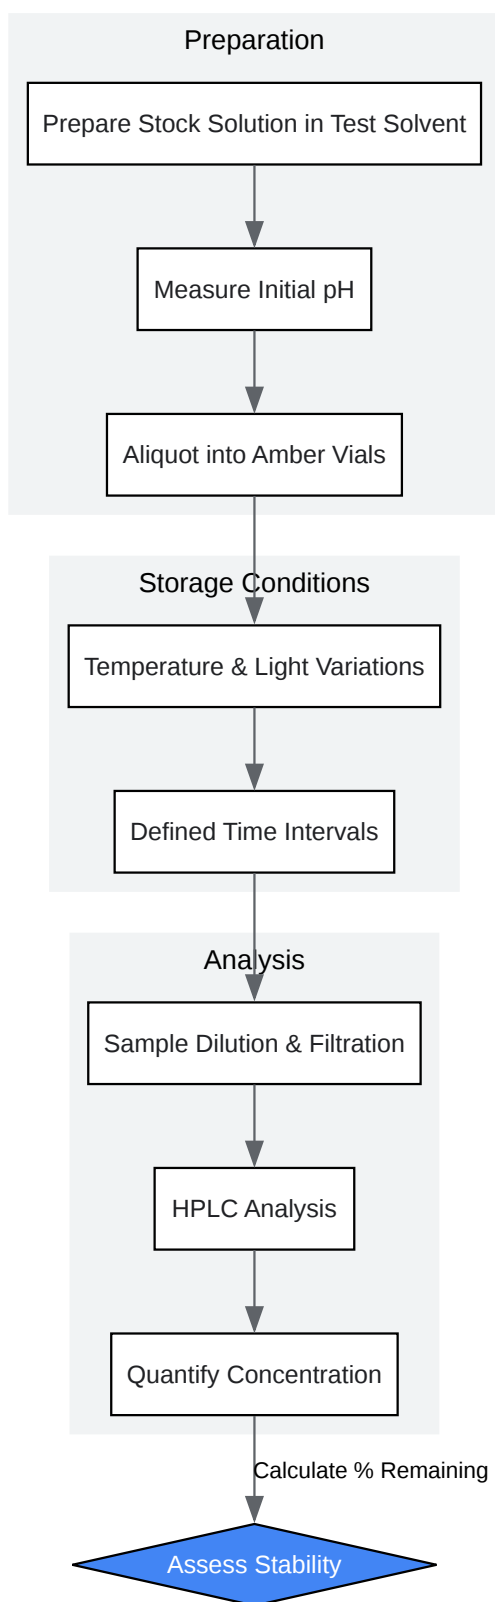 Preparation
Prepare Stock Solution in Test Solvent
Measure Initial pH
Aliquot into Amber Vials
Storage Conditions
Temperature & Light Variations
Defined Time Intervals
Analysis
Sample Dilution & Filtration
HPLC Analysis
Quantify Concentration
Calculate % Remaining
Assess Stability